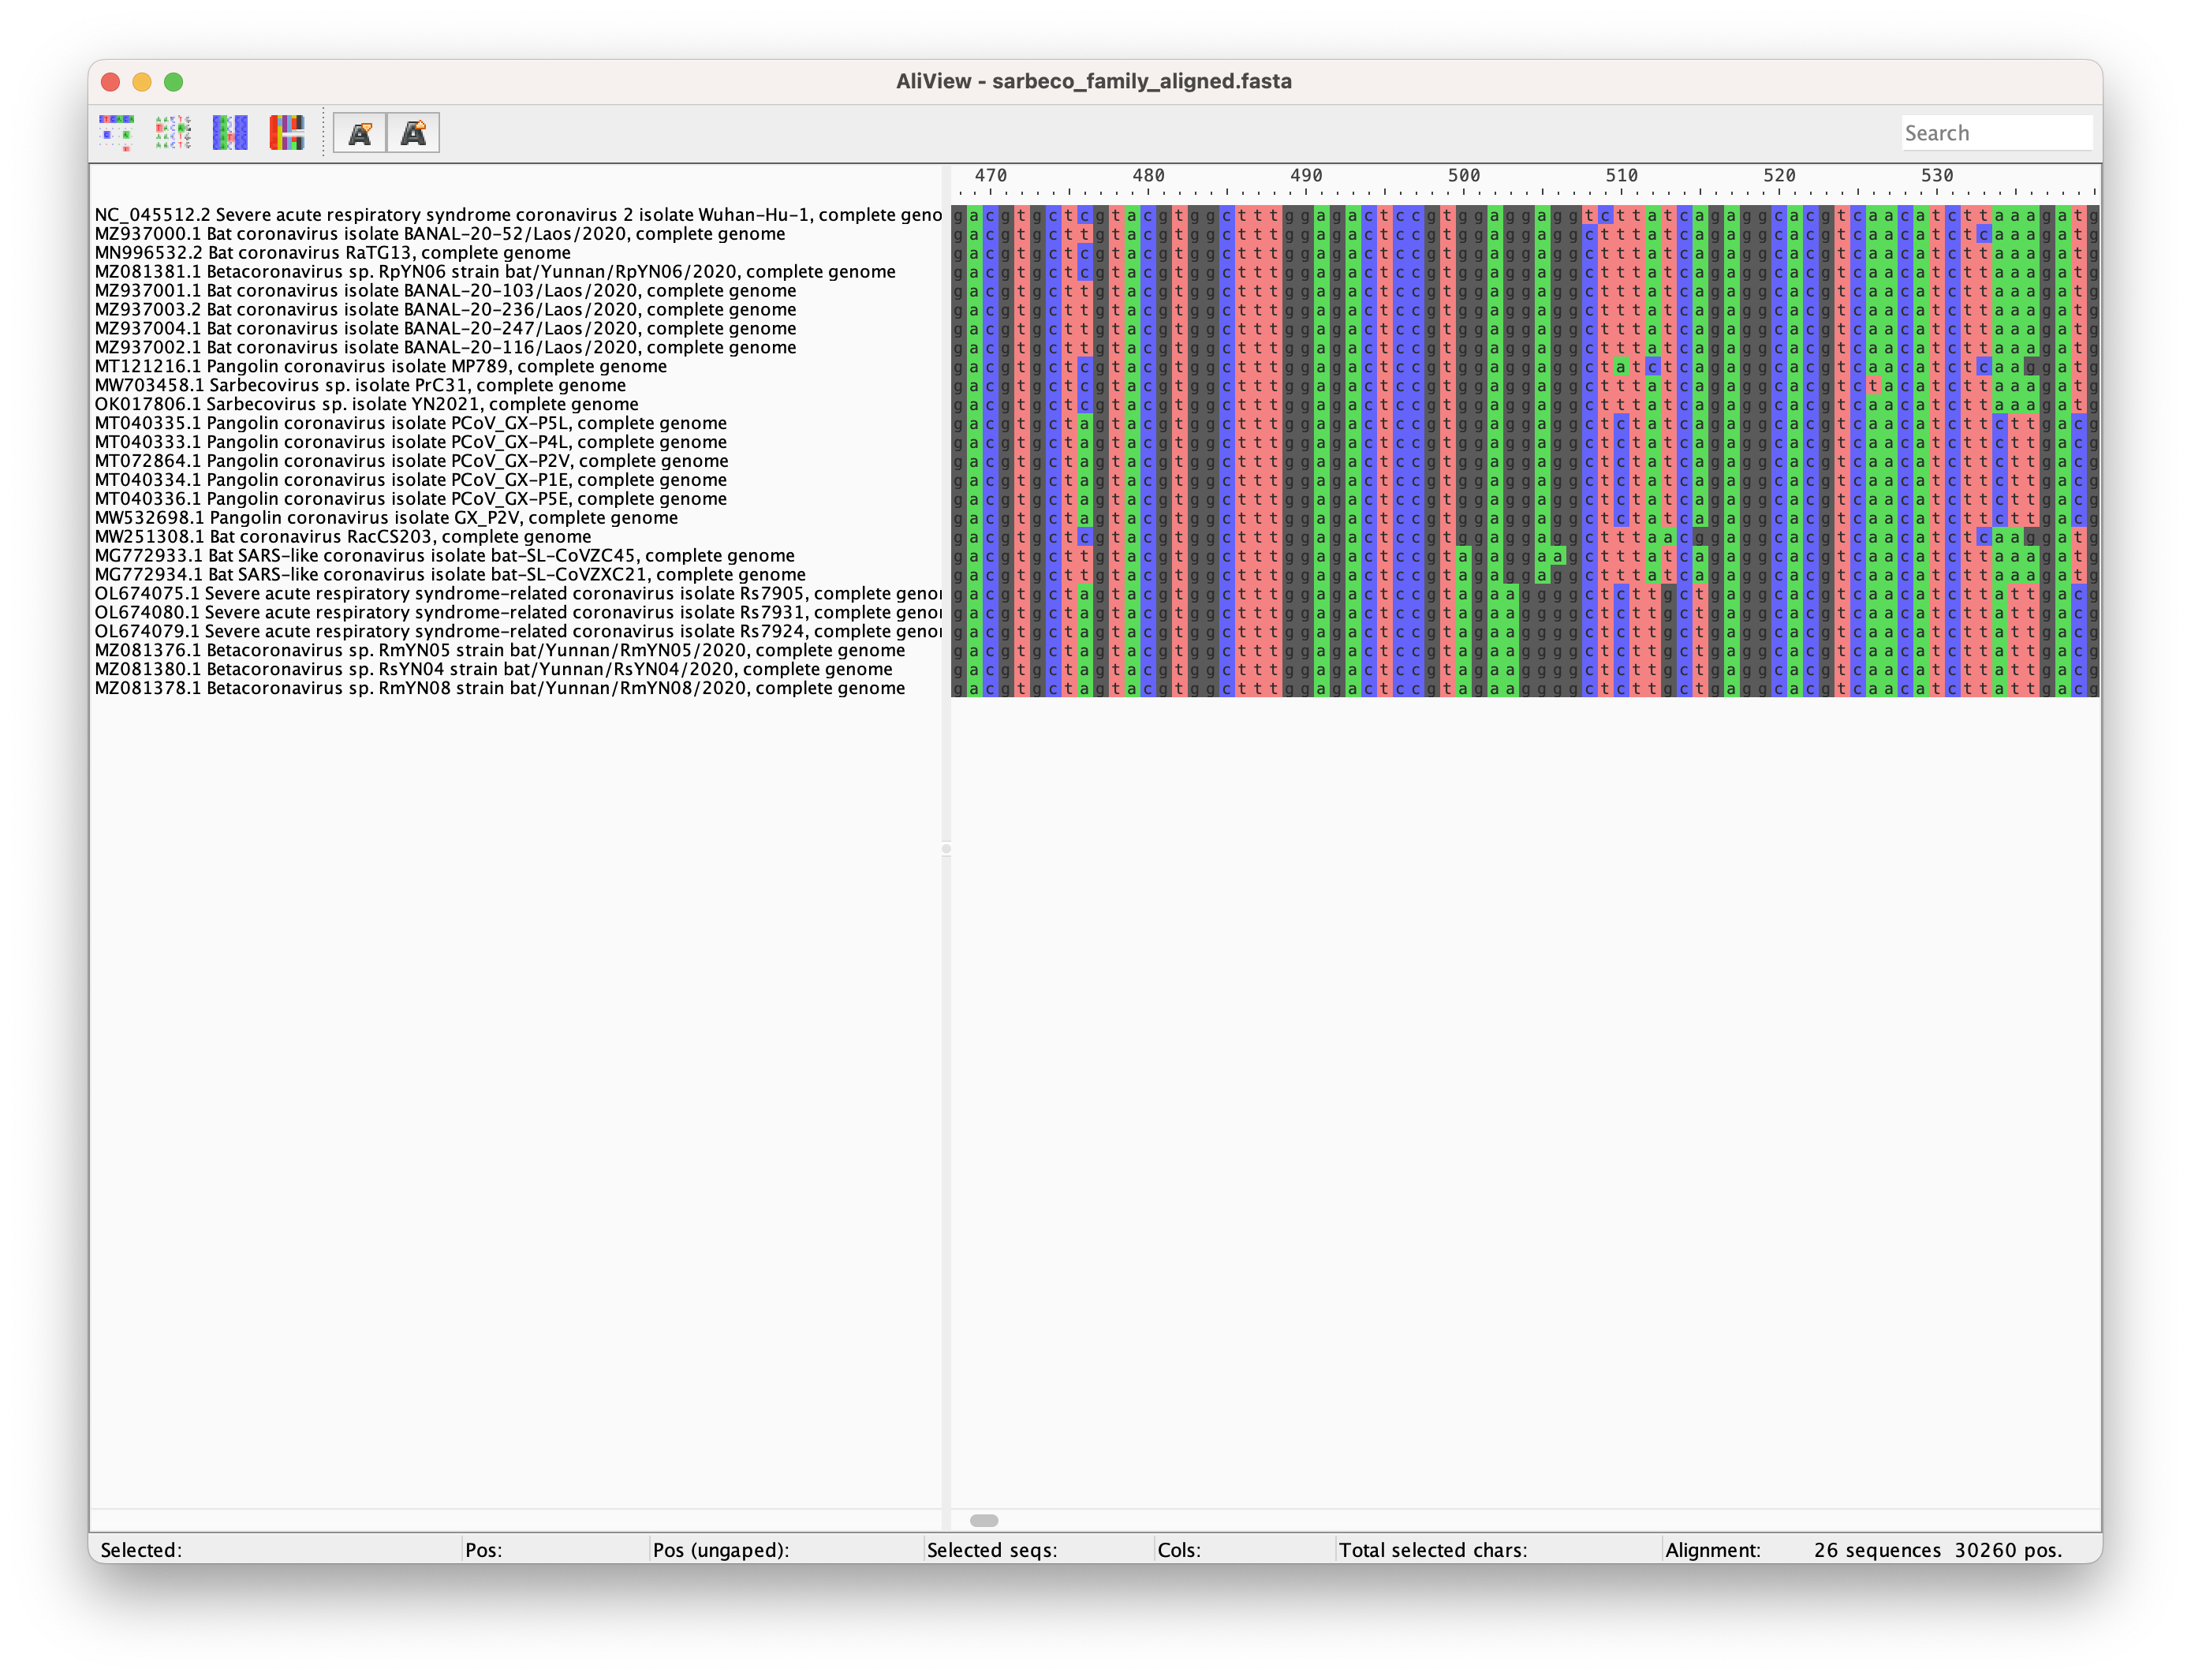 AliView - sarbeco_family_aligned.fasta
Search
470 480 490 500 510 520 530
NC_045512.2 Severe acute respiratory syndrome coronavirus 2 isolate Wuhan-Hu-1, complete geno gacgtgctcgtacgtggctttggagactccgtggaggaggtcttatcagaggcacgtcaacatcttaaagatg
MZ937000.1 Bat coronavirus isolate BANAL-20-52/Laos/2020, complete genome gacgtgcttgtacgtggctttggagactccgtggaggaggctttatcagaggcacgtcaacatctcaaagatg
MN996532.2 Bat coronavirus RaTG13, complete genome gacgtgctcgtacgtggctttggagactccgtggaggaggctttatcagaggcacgtcaacatcttaaagatg
MZ081381.1 Betacoronavirus sp. RpYN06 strain bat/Yunnan/RpYN06/2020, complete genome gacgtgctcgtacgtggctttggagactccgtggaggaggctttatcagaggcacgtcaacatcttaaagatg
MZ937001.1 Bat coronavirus isolate BANAL-20-103/Laos/2020, complete genome gacgtgcttgtacgtggctttggagactccgtggaggaggctttatcagaggcacgtcaacatcttaaagatg
MZ937003.2 Bat coronavirus isolate BANAL-20-236/Laos/2020, complete genome gacgtgcttgtacgtggctttggagactccgtggaggaggctttatcagaggcacgtcaacatcttaaagatg
MZ937004.1 Bat coronavirus isolate BANAL-20-247/Laos/2020, complete genome gacgtgcttgtacgtggctttggagactccgtggaggaggctttatcagaggcacgtcaacatcttaaagatg
MZ937002.1 Bat coronavirus isolate BANAL-20-116/Laos/2020, complete genome gacgtgcttgtacgtggctttggagactccgtggaggaggctttatcagaggcacgtcaacatcttaaagatg
MT121216.1 Pangolin coronavirus isolate MP789, complete genome gacgtgctcgtacgtggctttggagactccgtggaggaggctatctcagaggcacgtcaacatctcaaggatg
MW703458.1 Sarbecovirus sp. isolate PrC31, complete genome gacgtgctcgtacgtggctttggagactccgtggaggaggctttatcagaggcacgtctacatcttaaagatg
OK017806.1 Sarbecovirus sp. isolate YN2021, complete genome gacgtgctcgtacgtggctttggagactccgtggaggaggctttatcagaggcacgtcaacatcttaaagatg
MT040335.1 Pangolin coronavirus isolate PCoV_GX-P5L, complete genome gacgtgctagtacgtggctttggagactccgtggaggaggctctatcagaggcacgtcaacatcttcttgacg
MT040333.1 Pangolin coronavirus isolate PCoV_GX-P4L, complete genome gacgtgctagtacgtggctttggagactccgtggaggaggctctatcagaggcacgtcaacatcttcttgacg
MT072864.1 Pangolin coronavirus isolate PCoV_GX-P2V, complete genome gacgtgctagtacgtggctttggagactccgtggaggaggctctatcagaggcacgtcaacatcttcttgacg
MT040334.1 Pangolin coronavirus isolate PCoV_GX-P1E, complete genome gacgtgctagtacgtggctttggagactccgtggaggaggctctatcagaggcacgtcaacatcttcttgacg
MT040336.1 Pangolin coronavirus isolate PCoV_GX-P5E, complete genome gacgtgctagtacgtggctttggagactccgtggaggaggctctatcagaggcacgtcaacatcttcttgacg
MW532698.1 Pangolin coronavirus isolate GX_P2V, complete genome gacgtgctagtacgtggctttggagactccgtggaggaggctctatcagaggcacgtcaacatcttcttgacg
MW251308.1 Bat coronavirus RacCS203, complete genome gacgtgctcgtacgtggctttggagactccgtggaggaggctttaacggaggcacgtcaacatctcaaggatg
MG772933.1 Bat SARS-like coronavirus isolate bat-SL-CoVZC45, complete genome gacgtgcttgtacgtggctttggagactccgtagaggaagctttatcagaggcacgtcaacatcttaaagatg
MG772934.1 Bat SARS-like coronavirus isolate bat-SL-CoVZXC21, complete genome gacgtgcttgtacgtggctttggagactccgtagaggaggctttatcagaggcacgtcaacatcttaaagatg
OL674075.1 Severe acute respiratory syndrome-related coronavirus isolate Rs7905, complete geno gacgtgctagtacgtggctttggagactccgtagaaggggctcttgctgaggcacgtcaacatcttattgacg
OL674080.1 Severe acute respiratory syndrome-related coronavirus isolate Rs7931, complete geno gacgtgctagtacgtggctttggagactccgtagaaggggctcttgctgaggcacgtcaacatcttattgacg
OL674079.1 Severe acute respiratory syndrome-related coronavirus isolate Rs7924, complete geno gacgtgctagtacgtggctttggagactccgtagaaggggctcttgctgaggcacgtcaacatcttattgacg
MZ081376.1 Betacoronavirus sp. RmYN05 strain bat/Yunnan/RmYN05/2020, complete genome gacgtgctagtacgtggctttggagactccgtagaaggggctcttgctgaggcacgtcaacatcttattgacg
MZ081380.1 Betacoronavirus sp. RsYN04 strain bat/Yunnan/RsYN04/2020, complete genome gacgtgctagtacgtggctttggagactccgtagaaggggctcttgctgaggcacgtcaacatcttattgacg
MZ081378.1 Betacoronavirus sp. RmYN08 strain bat/Yunnan/RmYN08/2020, complete genome gacgtgctagtacgtggctttggagactccgtagaaggggctcttgctgaggcacgtcaacatcttattgacg
Selected: Pos: Pos (ungaped): Selected seqs: Cols: Total selected chars: Alignment: 26 sequences 30260 pos.